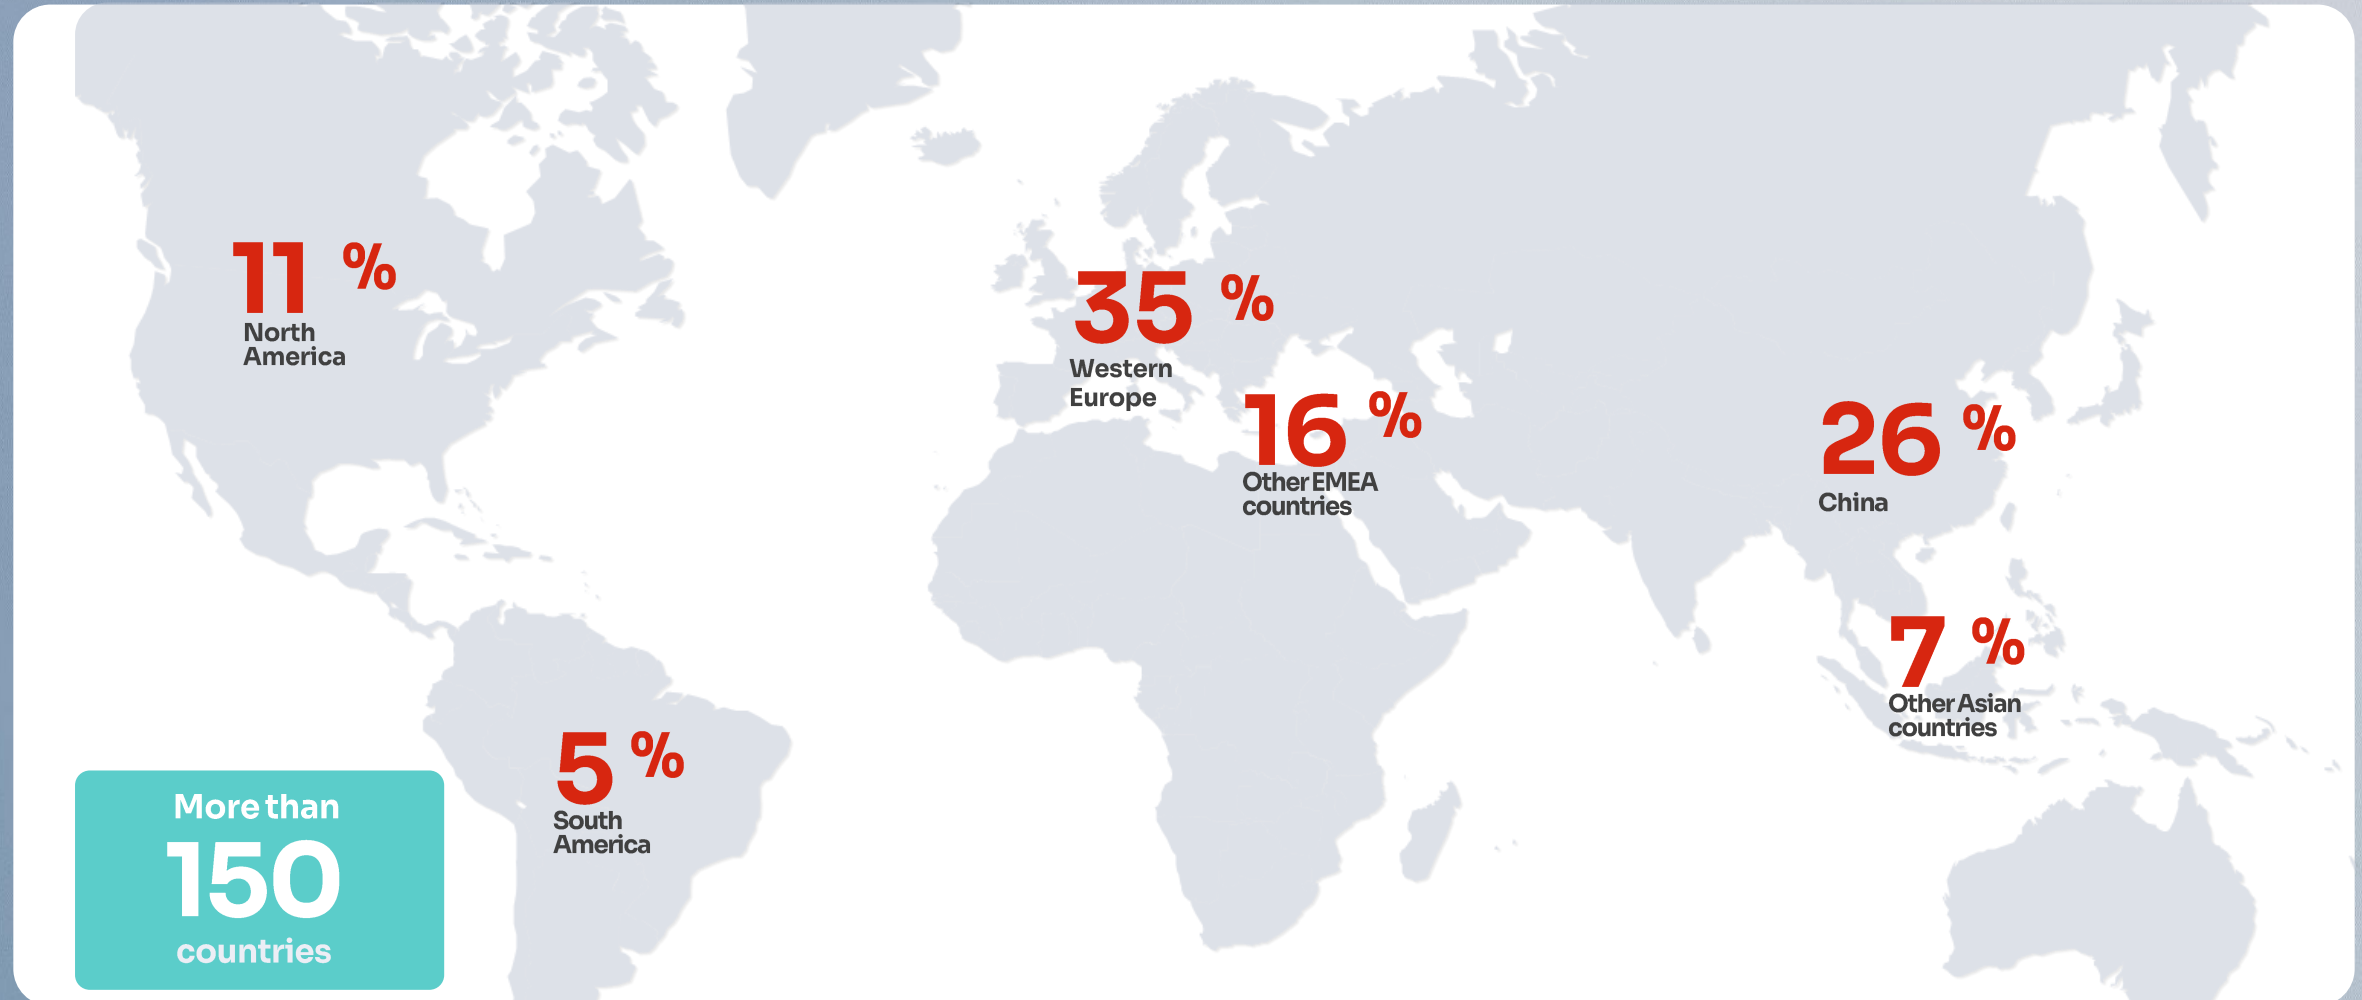 11 %
North
America
35 %
Western
Europe
16 %
Other EMEA
countries
26 %
China
7 %
Other Asian
countries
5 %
South
America
More than
150
countries